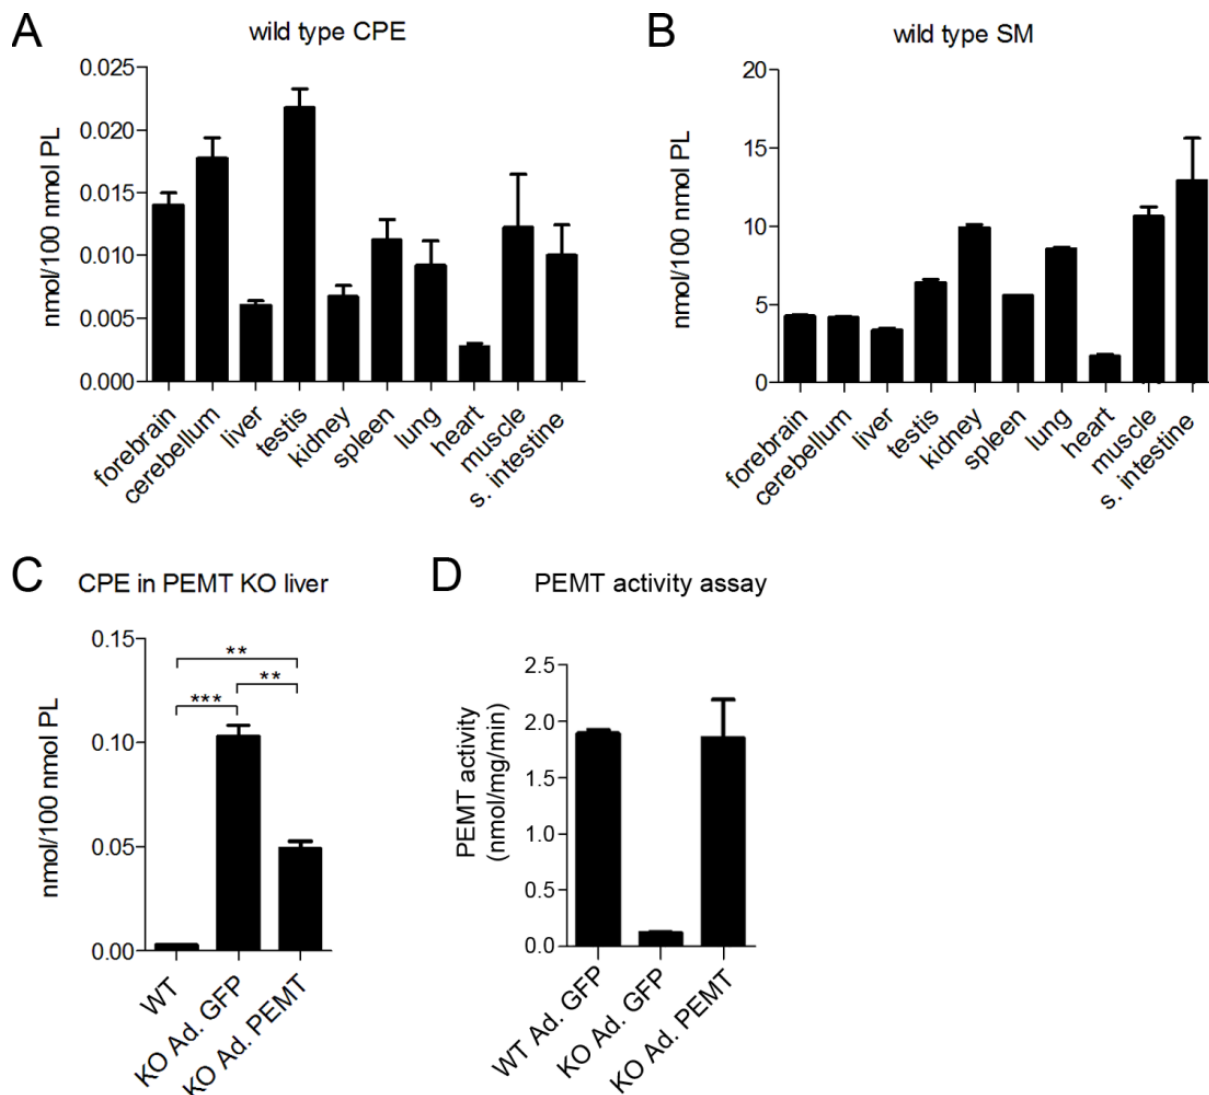 A
wild type CPE
nmol/100 nmol PL
0.025
0.020
0.015
0.010
0.005
0.000
forebrain
cerebellum
liver
testis
kidney
spleen
lung
heart
muscle
s. intestine
B
wild type SM
nmol/100 nmol PL
20
15
10
5
0
forebrain
cerebellum
liver
testis
kidney
spleen
lung
heart
muscle
s. intestine
C
CPE in PEMT KO liver
nmol/100 nmol PL
0.15
0.10
0.05
0.00
**
**
***
WT
KO Ad. GFP
KO Ad. PEMT
D
PEMT activity assay
PEMT activity
(nmol/mg/min)
2.5
2.0
1.5
1.0
0.5
0.0
WT Ad. GFP
KO Ad. GFP
KO Ad. PEMT